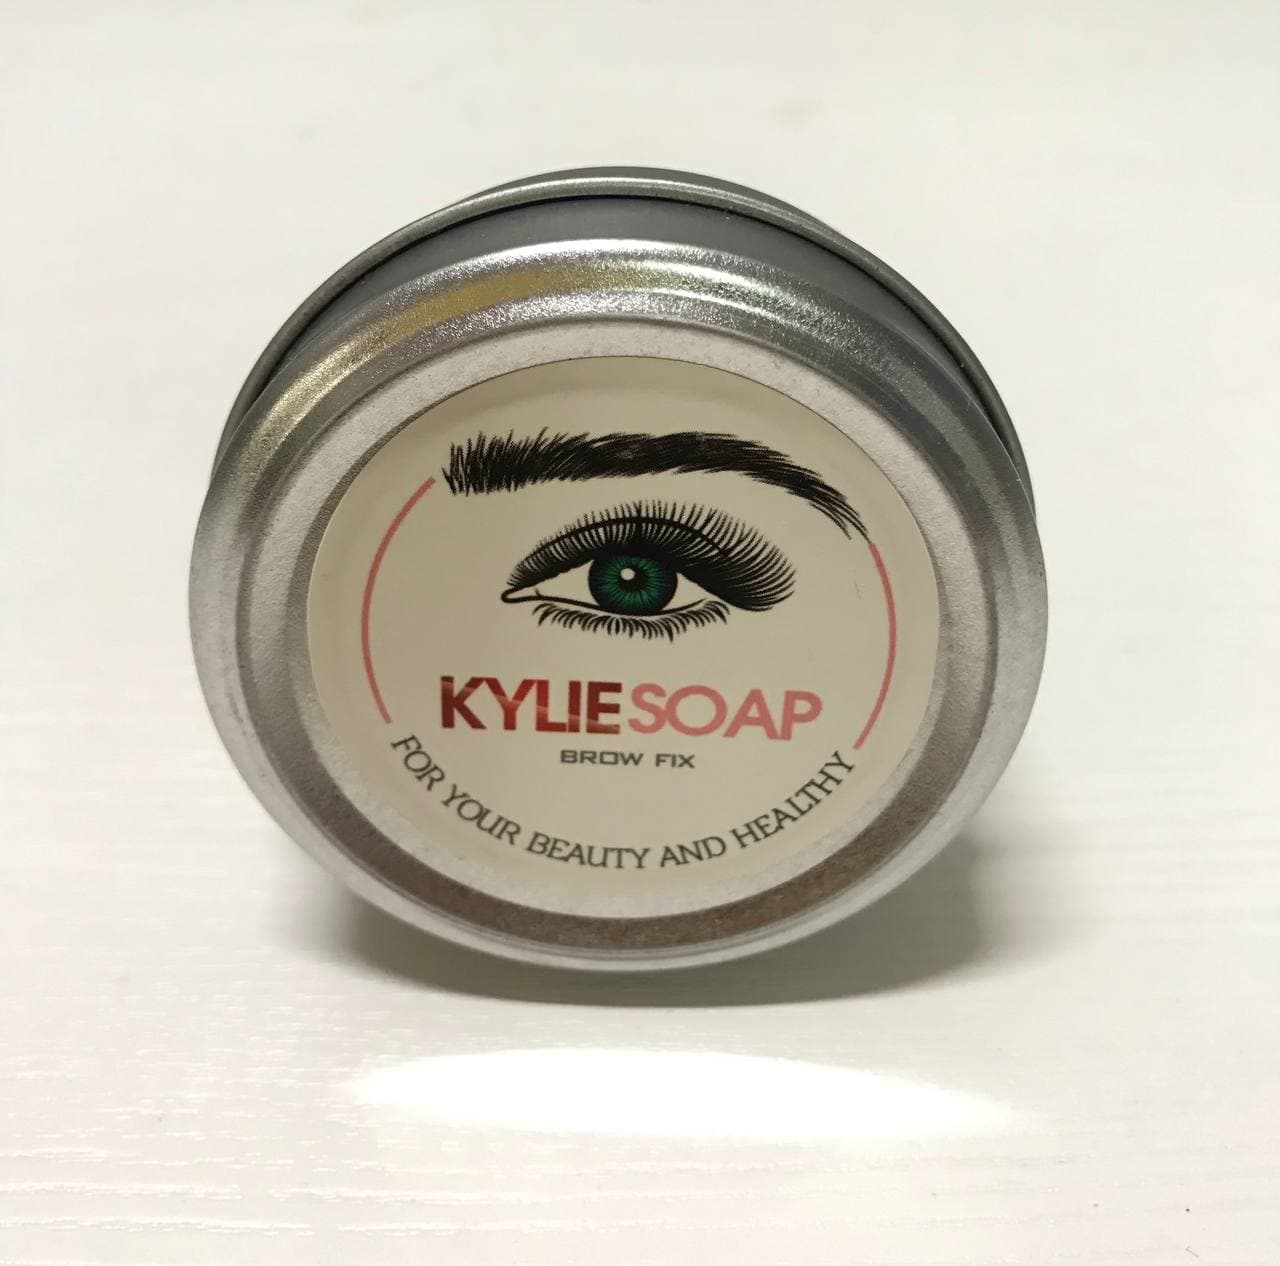 KYLIESOAP
BROW FIX
FOR YOUR BEAUTY AND HEALTHY